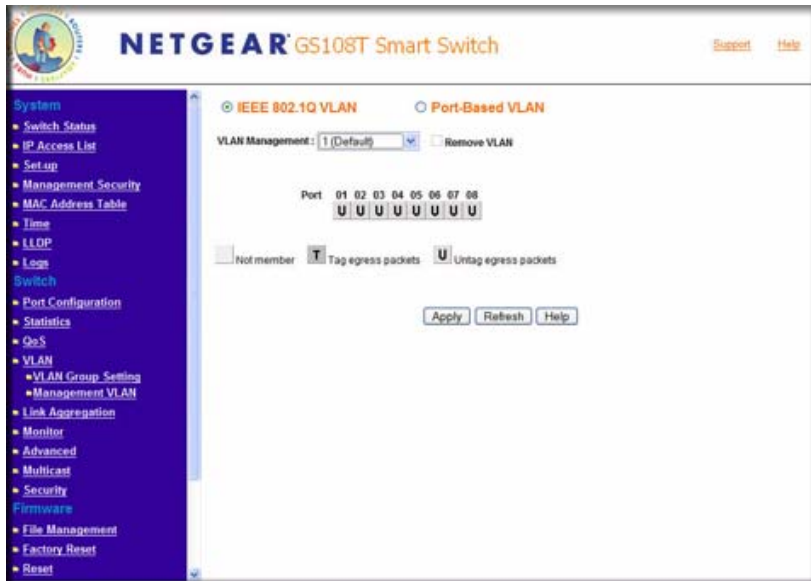 NETGEAR GS108T Smart Switch
Support Help
System
Switch Status
IP Access List
Set-up
Management Security
MAC Address Table
Time
LLDP
Logs
Switch
Port Configuration
Statistics
QoS
VLAN
VLAN Group Setting
Management VLAN
Link Aggregation
Monitor
Advanced
Multicast
Security
Firmware
File Management
Factory Reset
Reset
IEEE 802.1Q VLAN Port-Based VLAN
VLAN Management : 1 (Default) Remove VLAN
Port 01 02 03 04 05 06 07 08
U U U U U U U U
Not member T Tag egress packets U Untag egress packets
Apply Refresh Help